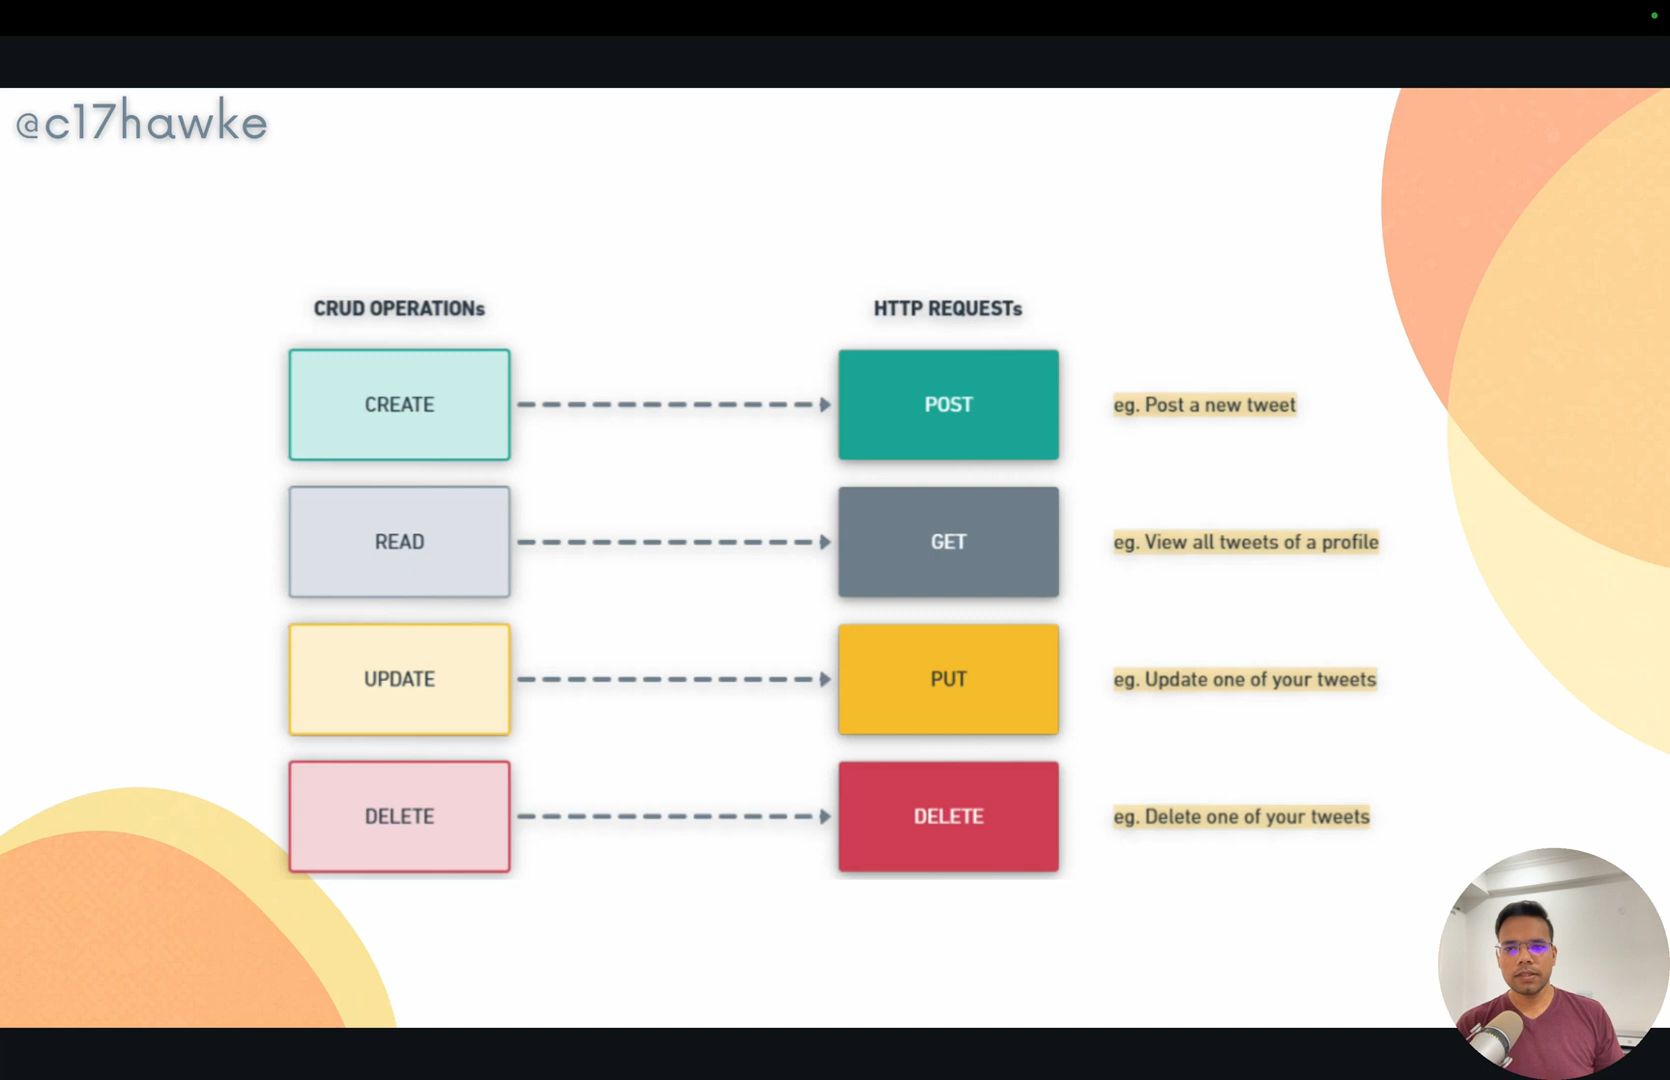 @c17hawke
CRUD OPERATIONs
HTTP REQUESTs
CREATE
POST
eg. Post a new tweet
READ
GET
eg. View all tweets of a profile
UPDATE
PUT
eg. Update one of your tweets
DELETE
DELETE
eg. Delete one of your tweets